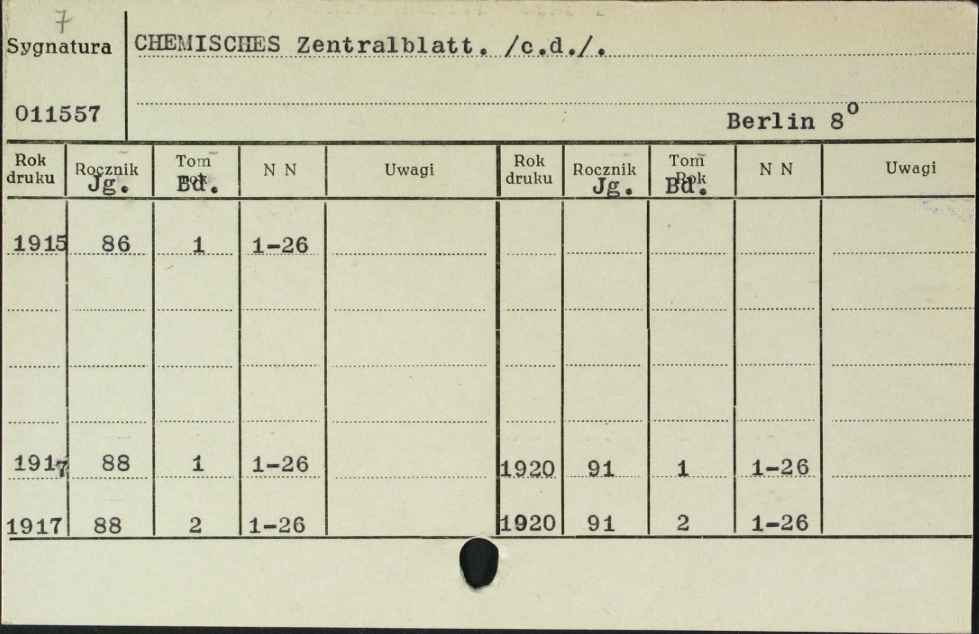 7
Sygnatura CHEMISCHES Zentralblatt. /c.d./.
011557
Berlin 8°
Rok druku Rocznik Jg. Tom Rok Bd. N N Uwagi Rok druku Rocznik Jg. Tom Rok Bd. N N Uwagi
1915 86 1 1-26
1917 88 1 1-26 1920 91 1 1-26
1917 88 2 1-26 1920 91 2 1-26